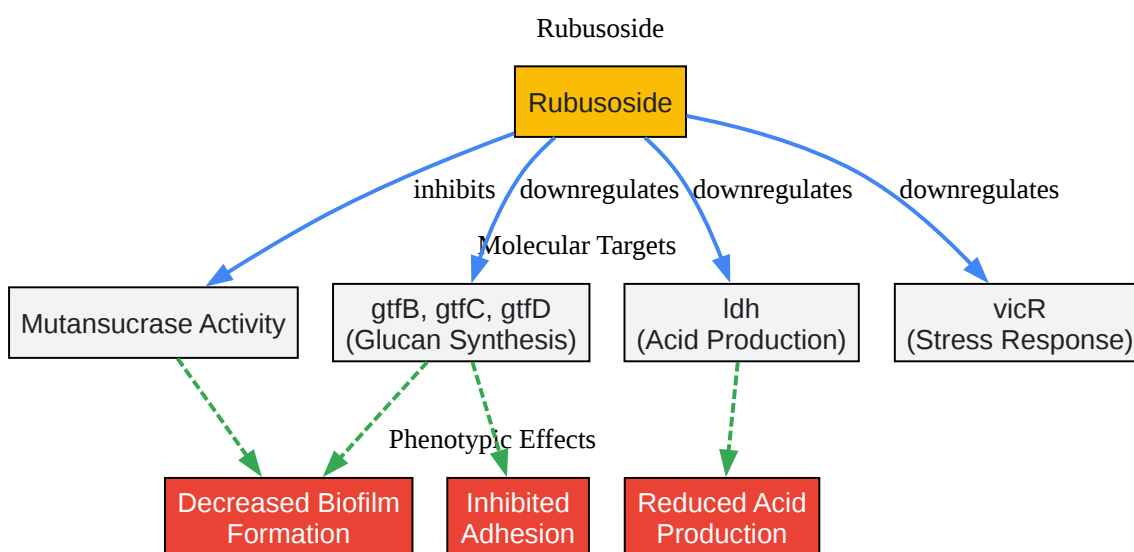 Rubusoside
Rubusoside
inhibits
downregulates
downregulates
downregulates
Molecular Targets
Mutansucrase Activity
gtfB, gtfC, gtfD
(Glucan Synthesis)
ldh
(Acid Production)
vicR
(Stress Response)
Phenotypic Effects
Decreased Biofilm
Formation
Inhibited
Adhesion
Reduced Acid
Production